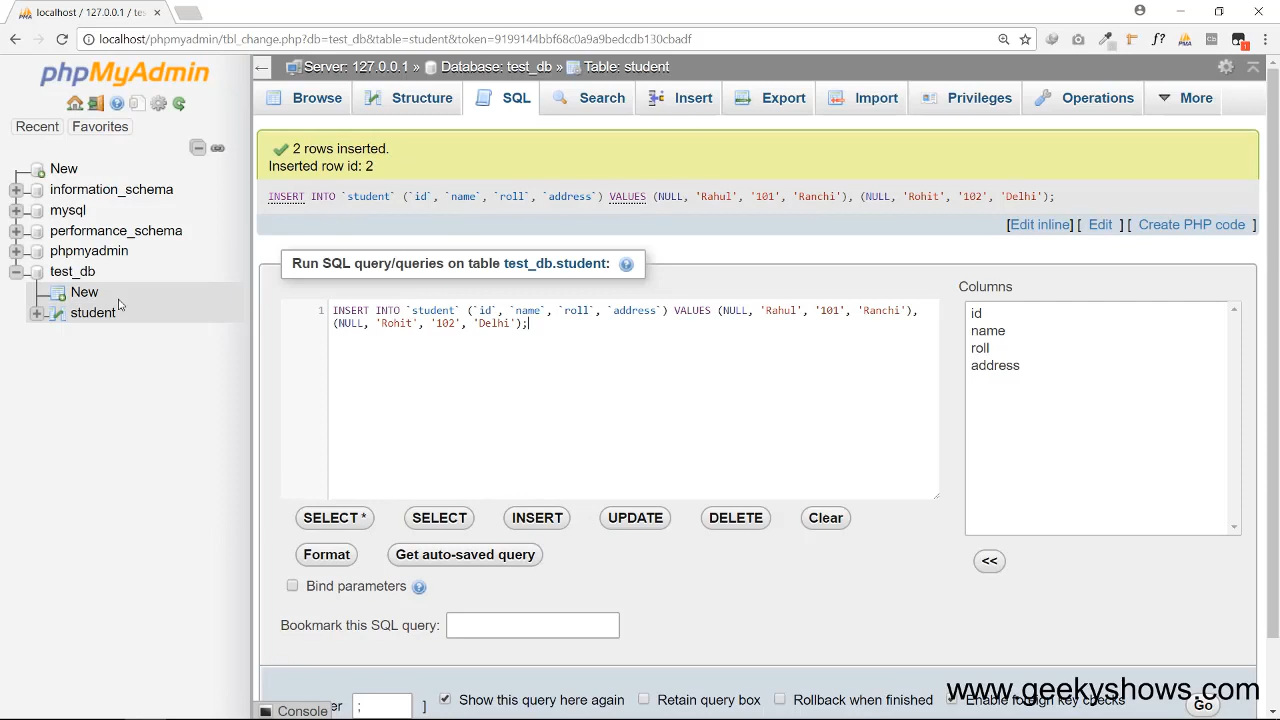 localhost / 127.0.0.1 / tes
localhost/phpmyadmin/tbl_change.php?db=test_db&table=student&token=9199144bbf68c0a9a9bedcdb130cbadf
phpMyAdmin
Recent
Favorites
New
information_schema
mysql
performance_schema
phpmyadmin
test_db
New
student
Server: 127.0.0.1 » Database: test_db » Table: student
Browse
Structure
SQL
Search
Insert
Export
Import
Privileges
Operations
More
2 rows inserted.
Inserted row id: 2
INSERT INTO `student` (`id`, `name`, `roll`, `address`) VALUES (NULL, 'Rahul', '101', 'Ranchi'), (NULL, 'Rohit', '102', 'Delhi');
[Edit inline] [ Edit ] [ Create PHP code ]
Run SQL query/queries on table test_db.student:
1 INSERT INTO `student` (`id`, `name`, `roll`, `address`) VALUES (NULL, 'Rahul', '101', 'Ranchi'),
(NULL, 'Rohit', '102', 'Delhi');
Columns
id
name
roll
address
SELECT *
SELECT
INSERT
UPDATE
DELETE
Clear
Format
Get auto-saved query
<<
Bind parameters
Bookmark this SQL query:
; ]
Show this query here again
Retain query box
Rollback when finished
Enable foreign key checks
www.geekyshows.com
Console
Go